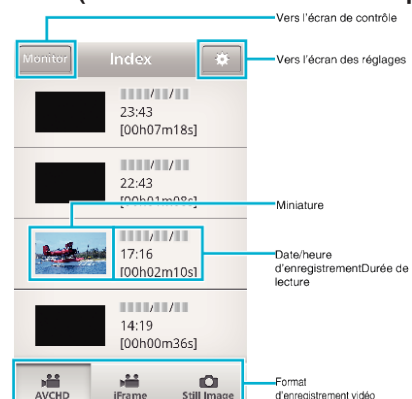 Vers l'écran de contrôle
Monitor
Index
Vers l'écran des réglages
23:43
[00h07m18s]
22:43
[00h01m08s]
Miniature
17:16
[00h02m10s]
Date/heure
d'enregistrementDurée de
lecture
14:19
[00h00m36s]
AVCHD
iFrame
Still Image
Format
d'enregistrement vidéo